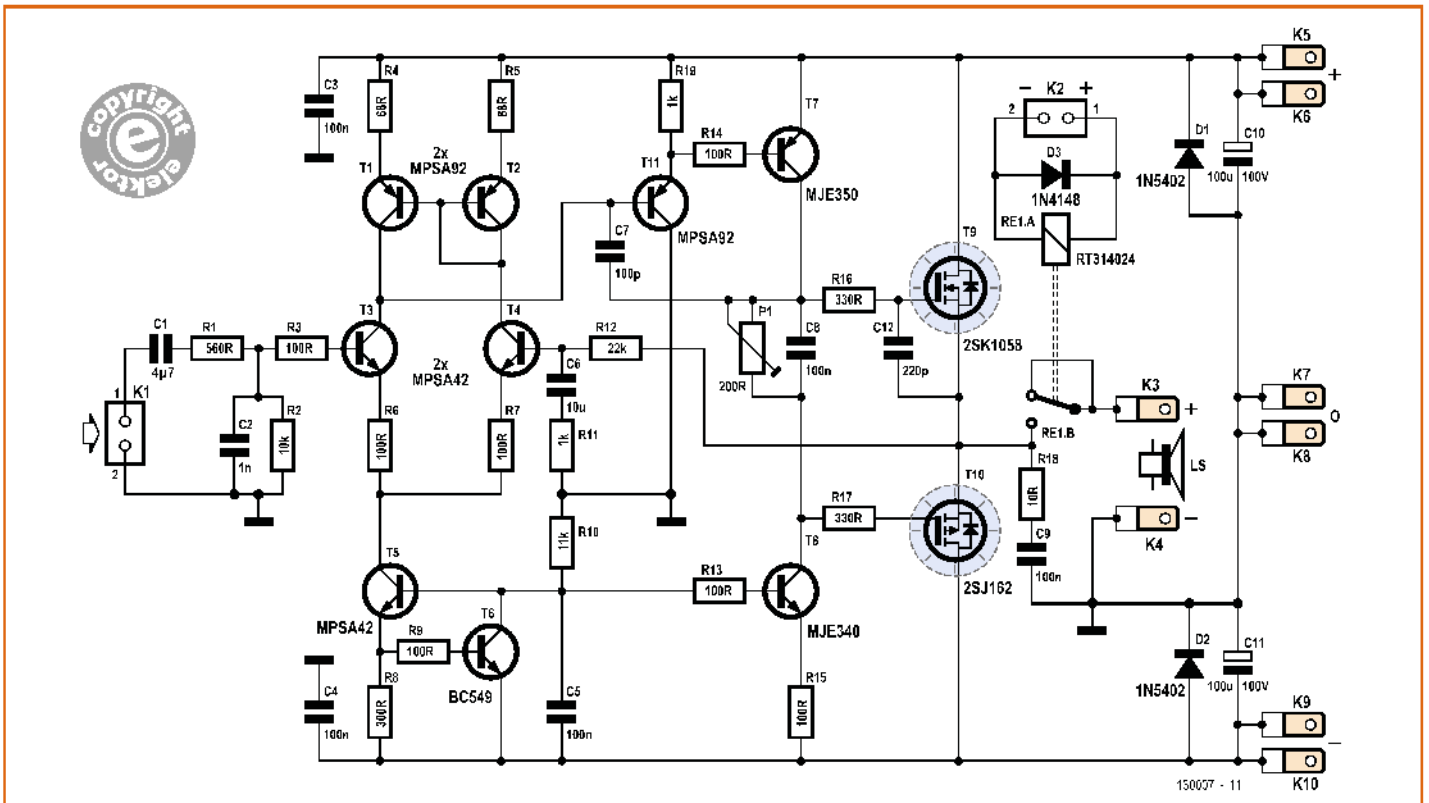 copyright
e
elektor
C3
100n
R4
68R
R5
68R
R19
1k
T1
2x
MPSA92
T2
T11
MPSA92
R14
100R
T7
MJE350
C7
100p
- K2 +
2
1
D3
1N4148
RE1.A
RT314024
D1
1N5402
C10
100u
100V
K5
+
K6
T9
2SK1058
R16
330R
C12
220p
P1
200R
C8
100n
C1
4µ7
R1
560R
R3
100R
T3
T4
2x
MPSA42
R12
22k
C6
10u
K1
1
2
C2
1n
R2
10k
R6
100R
R7
100R
R11
1k
R10
11k
RE1.B
K3
+
LS
K4
-
K7
0
K8
R18
10R
C9
100n
T10
2SJ162
R17
330R
T8
MJE340
R13
100R
T5
MPSA42
R9
100R
T6
BC549
C4
100n
R8
300R
C5
100n
R15
100R
D2
1N5402
C11
100u
100V
K9
-
K10
150007 - 11